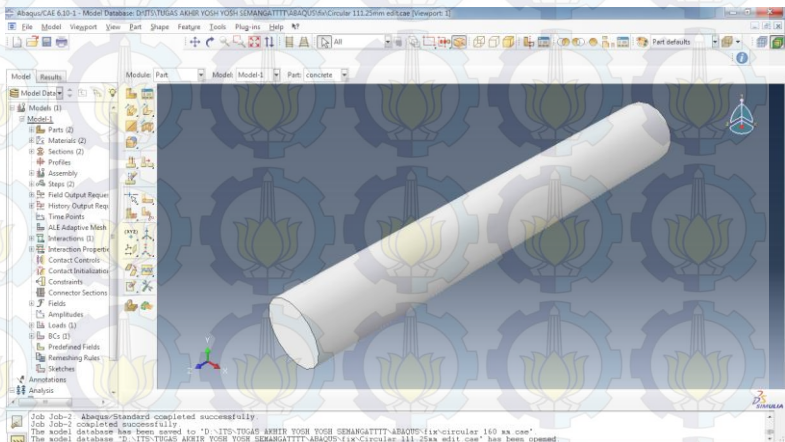 Abaqus/CAE 6.10-1 - Model Database: D:\ITS\TUGAS AKHIR YOSH YOSH SEMANGATTTT\ABAQUS\fix\Circular 111.25mm edit.cae [Viewport: 1]
File Model Viewport View Part Shape Feature Tools Plug-ins Help
All
Part defaults
Model Results
Module: Part Model: Model-1 Part: concrete
Model Data
Models (1)
Model-1
Parts (2)
Materials (2)
Sections (2)
Profiles
Assembly
Steps (2)
Field Output Reques
History Output Requ
Time Points
ALE Adaptive Mesh
Interactions (1)
Interaction Propertie
Contact Controls
Contact Initialization
Constraints
Connector Sections
Fields
Amplitudes
Loads (1)
BCs (1)
Predefined Fields
Remeshing Rules
Sketches
Annotations
Analysis
(XYZ)
Y
Z
X
SIMULIA
Job Job-2: Abaqus/Standard completed successfully.
Job Job-2 completed successfully.
The model database has been saved to "D:\ITS\TUGAS AKHIR YOSH YOSH SEMANGATTTT\ABAQUS\fix\circular 160 mm cae".
The model database "D:\ITS\TUGAS AKHIR YOSH YOSH SEMANGATTTT\ABAQUS\fix\Circular 111 25mm edit cae" has been opened